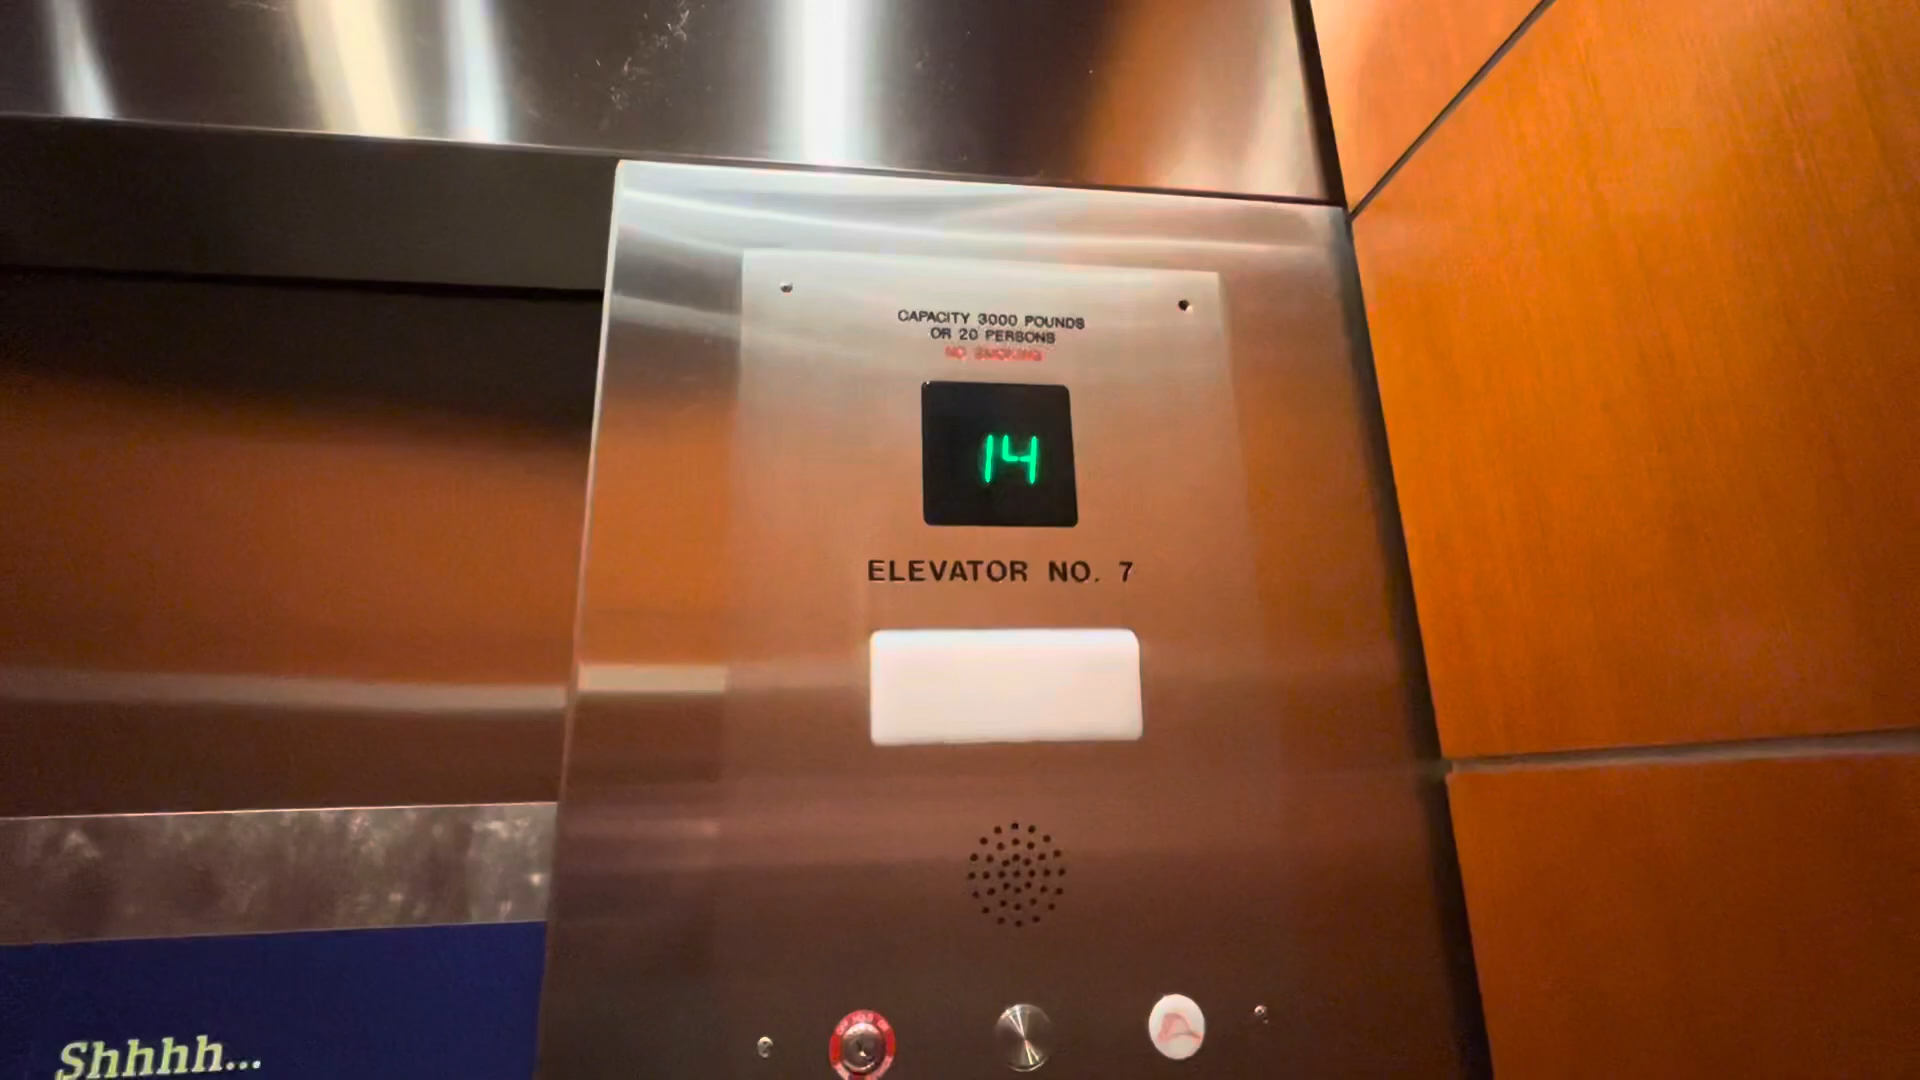 CAPACITY 3000 POUNDS
OR 20 PERSONS
NO SMOKING
14
ELEVATOR NO. 7
Shhhh...